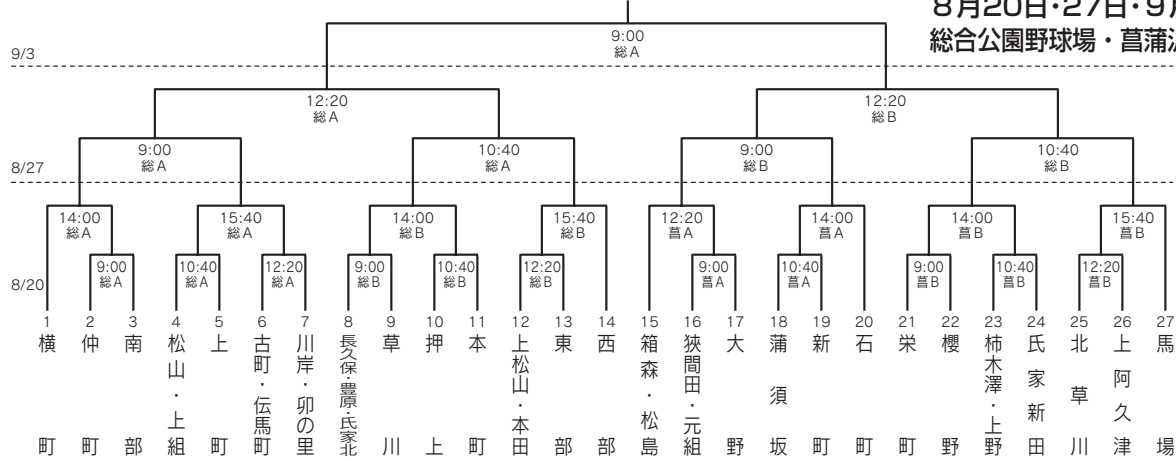 8月20日・27日・9月
総合公園野球場・菖蒲
9:00
総A
9/3
12:20
総A
12:20
総B
9:00
総A
10:40
総A
9:00
総B
10:40
総B
8/27
14:00
総A
15:40
総A
14:00
総B
15:40
総B
12:20
菖A
14:00
菖A
14:00
菖B
15:40
菖B
9:00
総A
10:40
総A
12:20
総A
9:00
総B
10:40
総B
12:20
総B
9:00
菖A
10:40
菖A
9:00
菖B
10:40
菖B
12:20
菖B
8/20
1 横町
2 仲町
3 南部
4 松山・上組
5 上町
6 古町・伝馬町
7 川岸・卯の里
8 長久保・豊原・氏家北
9 草川
10 押上
11 本町
12 上松山・本田
13 東部
14 西部
15 箱森・松島
16 狹間田・元組
17 大野
18 蒲須坂
19 新町
20 石町
21 栄町
22 櫻野
23 柿木澤・上野
24 氏家新田
25 北草川
26 上阿久津
27 馬場